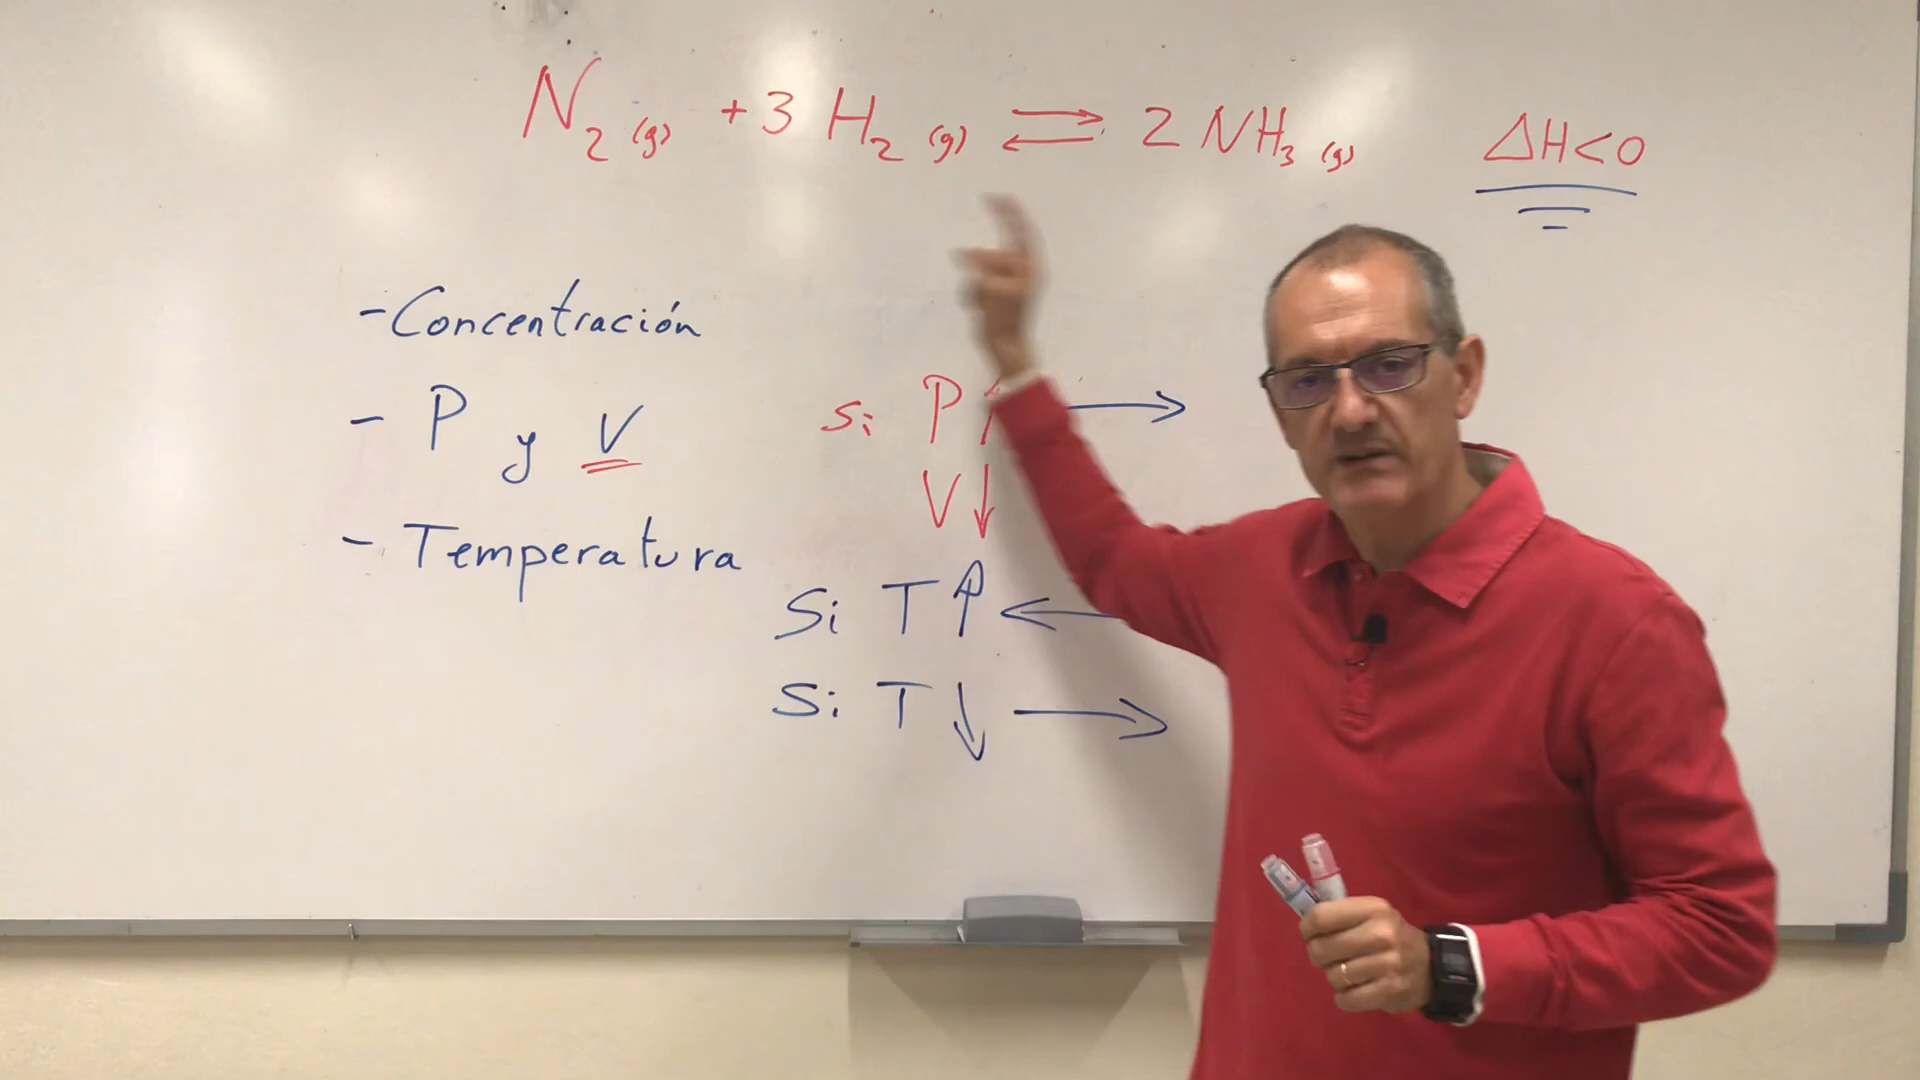 N₂ (g) + 3 H₂ (g) ⇌ 2 NH₃ (g) ΔH<0
- Concentración
- P y V
- Temperatura
Si P↑ →
V↓
Si T↑ ←
Si T↓ →